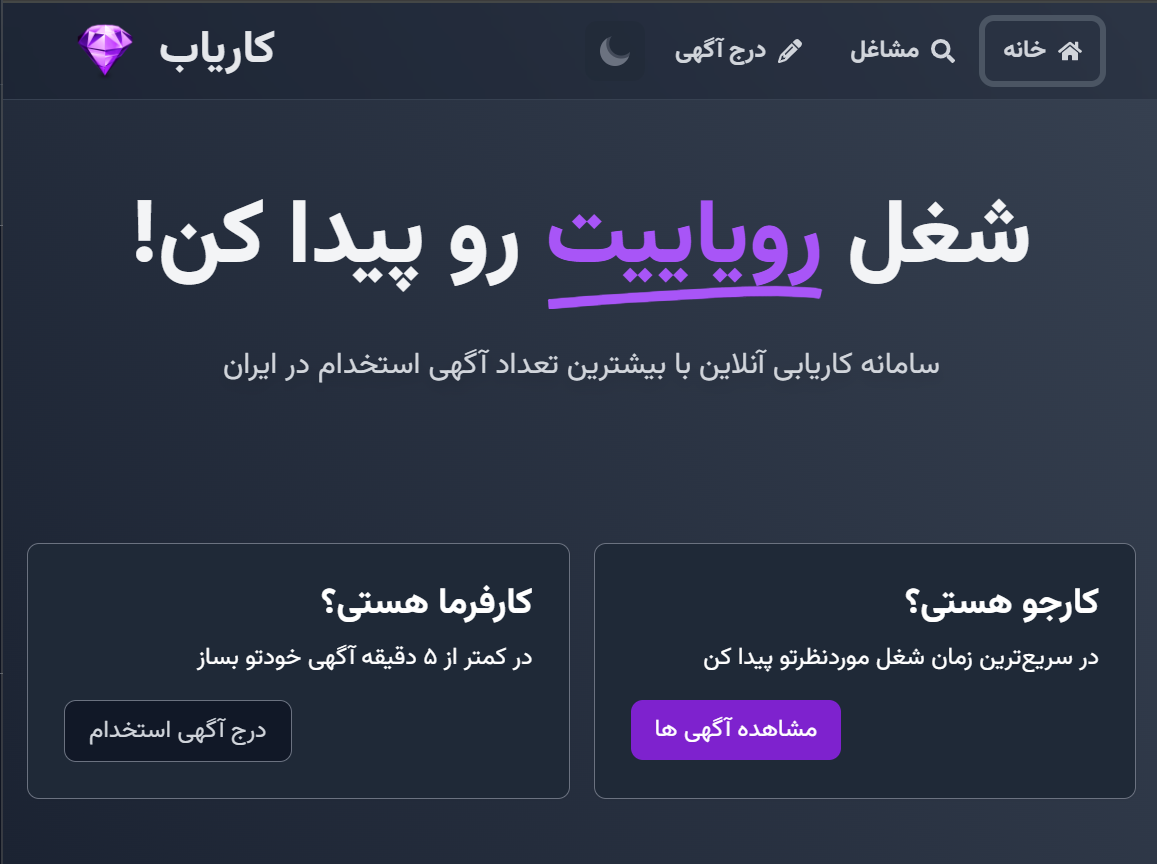 خانه
مشاغل
درج آگهی
کاریاب
شغل رویاییت رو پیدا کن!
سامانه کاریابی آنلاین با بیشترین تعداد آگهی استخدام در ایران
کارجو هستی؟
در سریع‌ترین زمان شغل موردنظرتو پیدا کن
مشاهده آگهی ها
کارفرما هستی؟
در کمتر از ۵ دقیقه آگهی خودتو بساز
درج آگهی استخدام